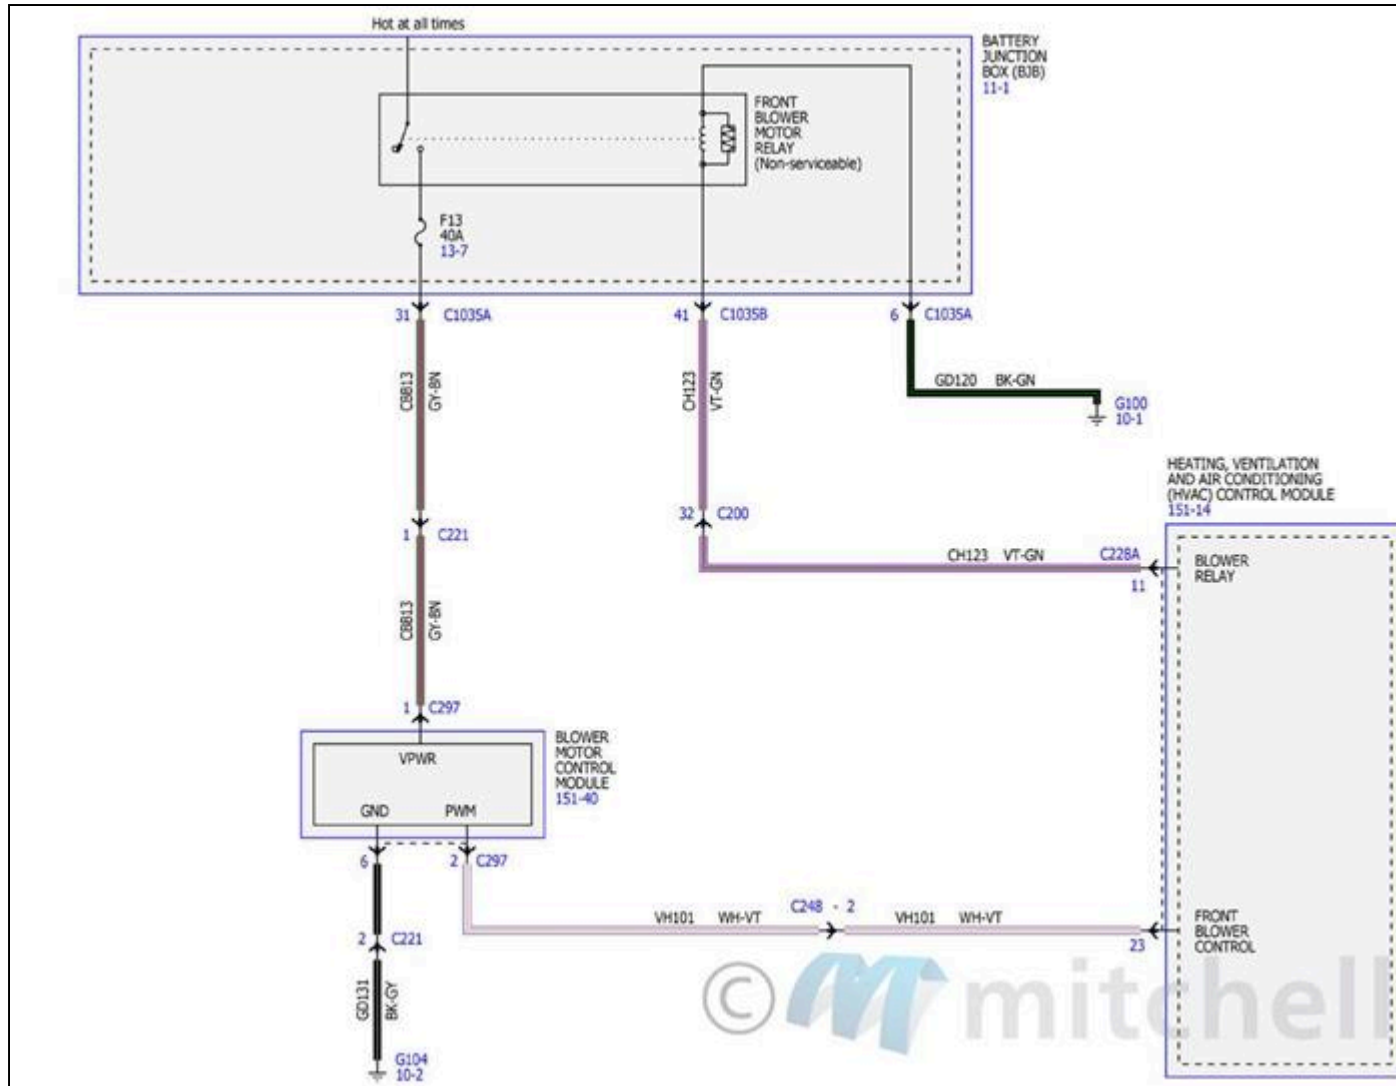 Hot at all times
BATTERY
JUNCTION
BOX (BJB)
11-1
FRONT
BLOWER
MOTOR
RELAY
(Non-serviceable)
F13
40A
13-7
31 C1035A
41 C1035B
6 C1035A
CBB13
GY-BN
CH123
VT-GN
GD120 BK-GN
G100
10-1
HEATING, VENTILATION
AND AIR CONDITIONING
(HVAC) CONTROL MODULE
151-14
32 C200
1 C221
CH123 VT-GN C228A
11
BLOWER
RELAY
CBB13
GY-BN
1 C297
BLOWER
MOTOR
CONTROL
MODULE
151-40
VPWR
GND PWM
6
2 C297
VH101 WH-VT C248 - 2 VH101 WH-VT
23
FRONT
BLOWER
CONTROL
2 C221
GD131
BK-GY
G104
10-2
© mitchell